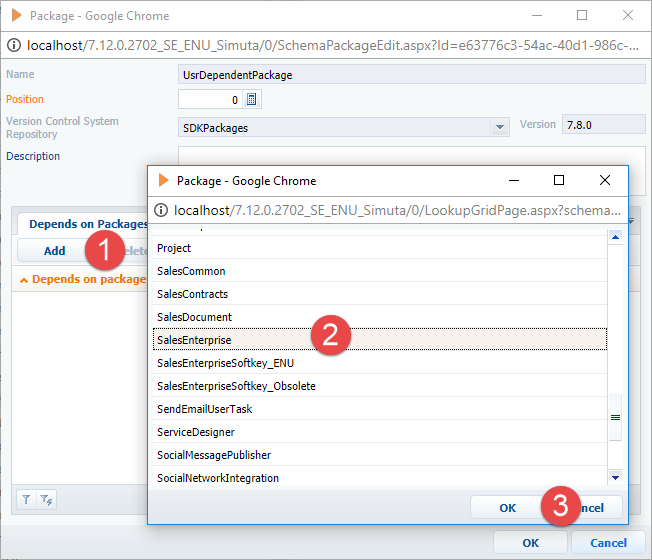 Package - Google Chrome
localhost/7.12.0.2702_SE_ENU_Simuta/0/SchemaPackageEdit.aspx?Id=e63776c3-54ac-40d1-986c-...
Name
UsrDependentPackage
Position
0
Version Control System
Repository
SDKPackages
Version
7.8.0
Description
Package - Google Chrome
localhost/7.12.0.2702_SE_ENU_Simuta/0/LookupGridPage.aspx?schema...
Depends on Packages
Add
1
Depends on package
Project
SalesCommon
SalesContracts
SalesDocument
SalesEnterprise
2
SalesEnterpriseSoftkey_ENU
SalesEnterpriseSoftkey_Obsolete
SendEmailUserTask
ServiceDesigner
SocialMessagePublisher
SocialNetworkIntegration
OK
3
OK
Cancel